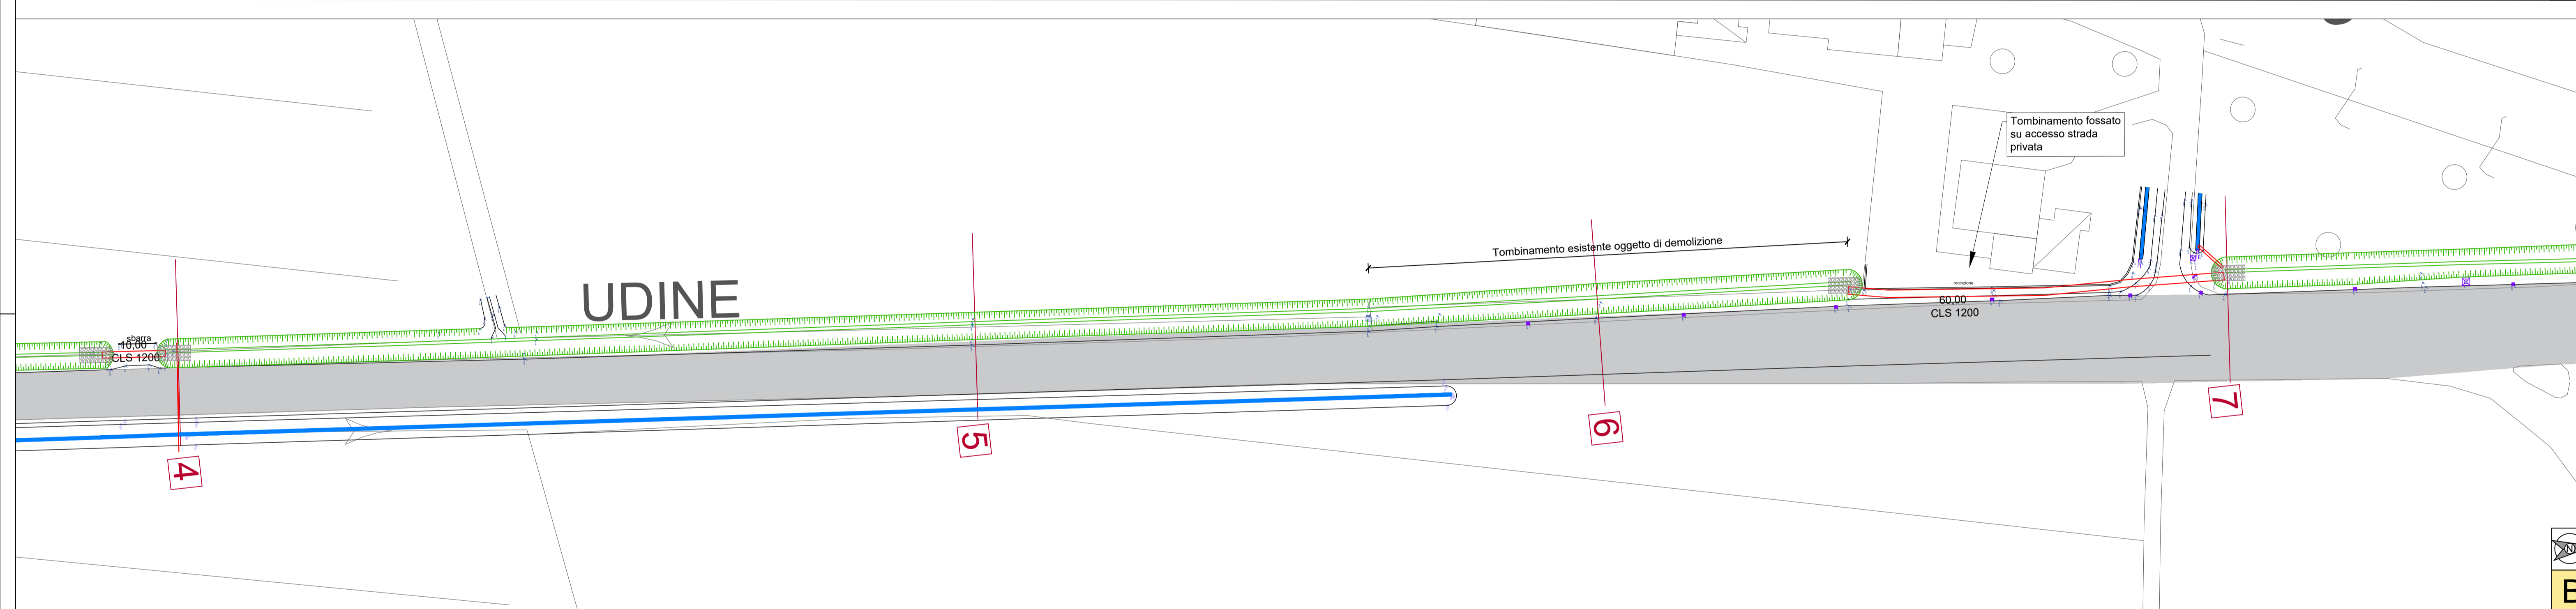 Tombinamento fossato
su accesso strada
privata
Tombinamento esistente oggetto di demolizione
UDINE
recinzione
60,00
CLS 1200
sbarra
10,00
CLS 1200
4
5
6
7
N